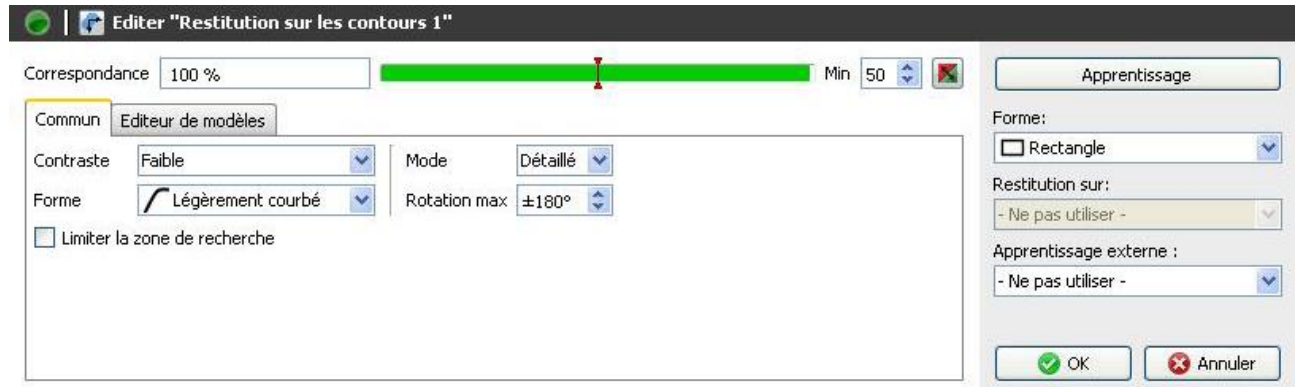 Editer "Restitution sur les contours 1"
Correspondance 100 % Min 50
Commun Editeur de modèles
Contraste Faible Mode Détaillé
Forme Légèrement courbé Rotation max ±180°
Limiter la zone de recherche
Apprentissage
Forme:
Rectangle
Restitution sur:
- Ne pas utiliser -
Apprentissage externe :
- Ne pas utiliser -
OK Annuler